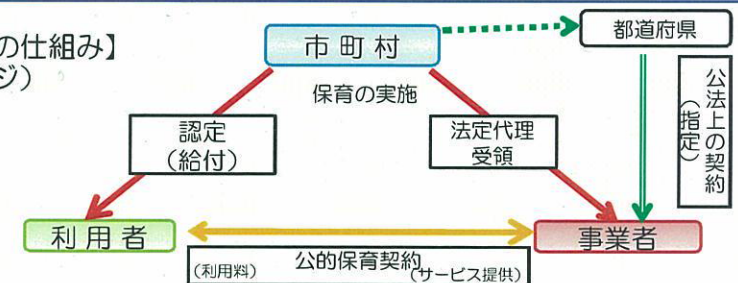 の仕組み】
ジ)
市町村
都道府県
保育の実施
認定
(給付)
法定代理
受領
公法上の契約
(指定)
利用者
事業者
公的保育契約
(利用料)
(サービス提供)